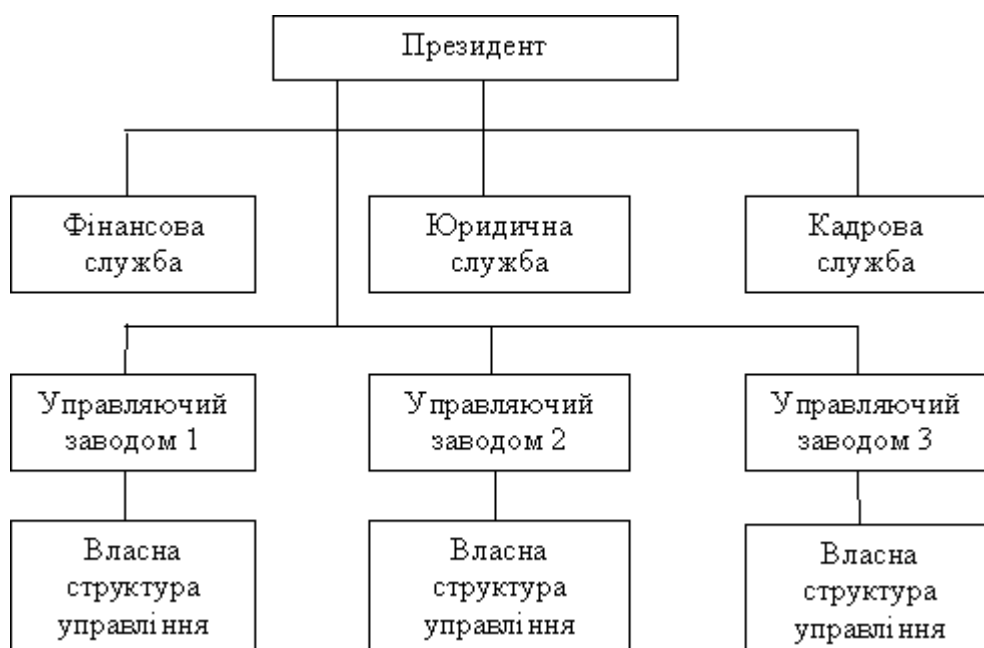 Президент
Фінансова
служба
Юридична
служба
Кадрова
служба
Управляючий
заводом 1
Управляючий
заводом 2
Управляючий
заводом 3
Власна
структура
управління
Власна
структура
управління
Власна
структура
управління